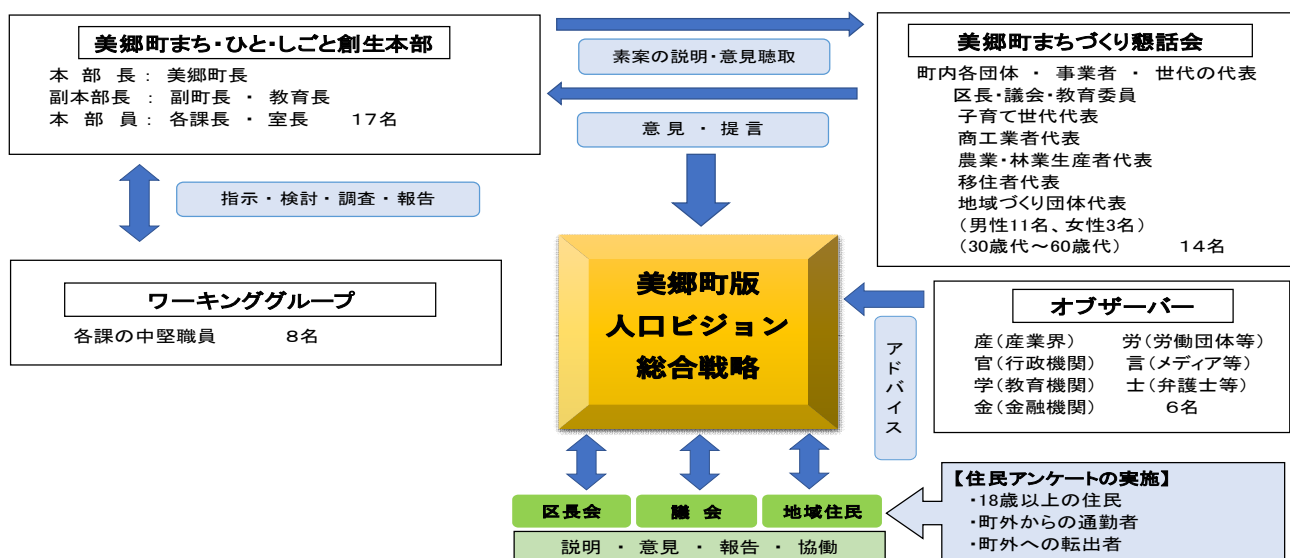 美郷町まち・ひと・しごと創生本部
本 部 長 ： 美郷町長
副本部長 ： 副町長 ・ 教育長
本 部 員 ： 各課長 ・ 室長 17名
素案の説明・意見聴取
意見 ・ 提言
美郷町まちづくり懇話会
町内各団体 ・ 事業者 ・ 世代の代表
区長・議会・教育委員
子育て世代代表
商工業者代表
農業・林業生産者代表
移住者代表
地域づくり団体代表
（男性11名、女性3名）
（30歳代～60歳代） 14名
指示・検討・調査・報告
ワーキンググループ
各課の中堅職員 8名
美郷町版
人口ビジョン
総合戦略
オブザーバー
産（産業界） 労（労働団体等）
官（行政機関） 言（メディア等）
学（教育機関） 士（弁護士等）
金（金融機関） 6名
アドバイス
区長会 議 会 地域住民
説明 ・ 意見 ・ 報告 ・ 協働
【住民アンケートの実施】
・18歳以上の住民
・町外からの通勤者
・町外への転出者